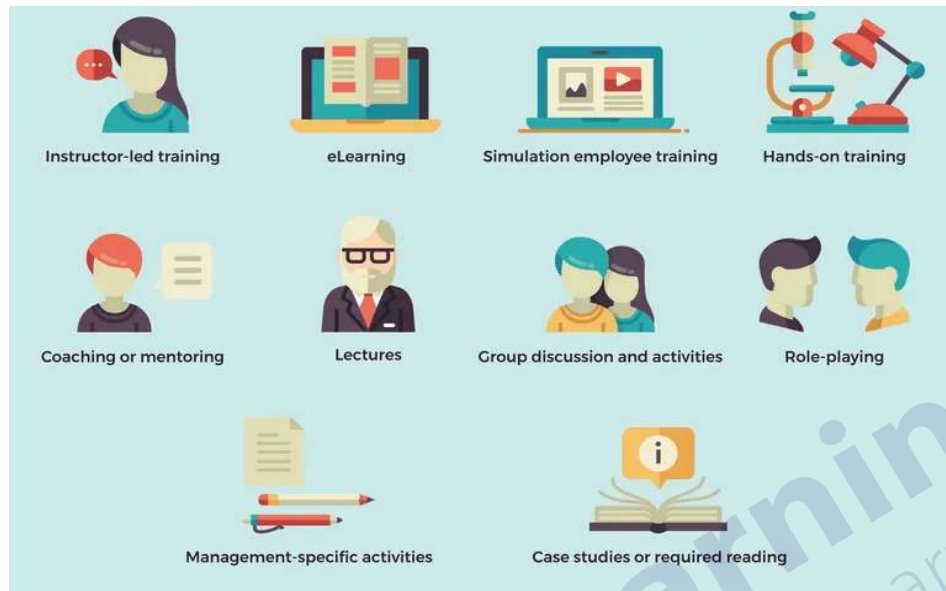 Instructor-led training
eLearning
Simulation employee training
Hands-on training
Coaching or mentoring
Lectures
Group discussion and activities
Role-playing
i
Management-specific activities
Case studies or required reading